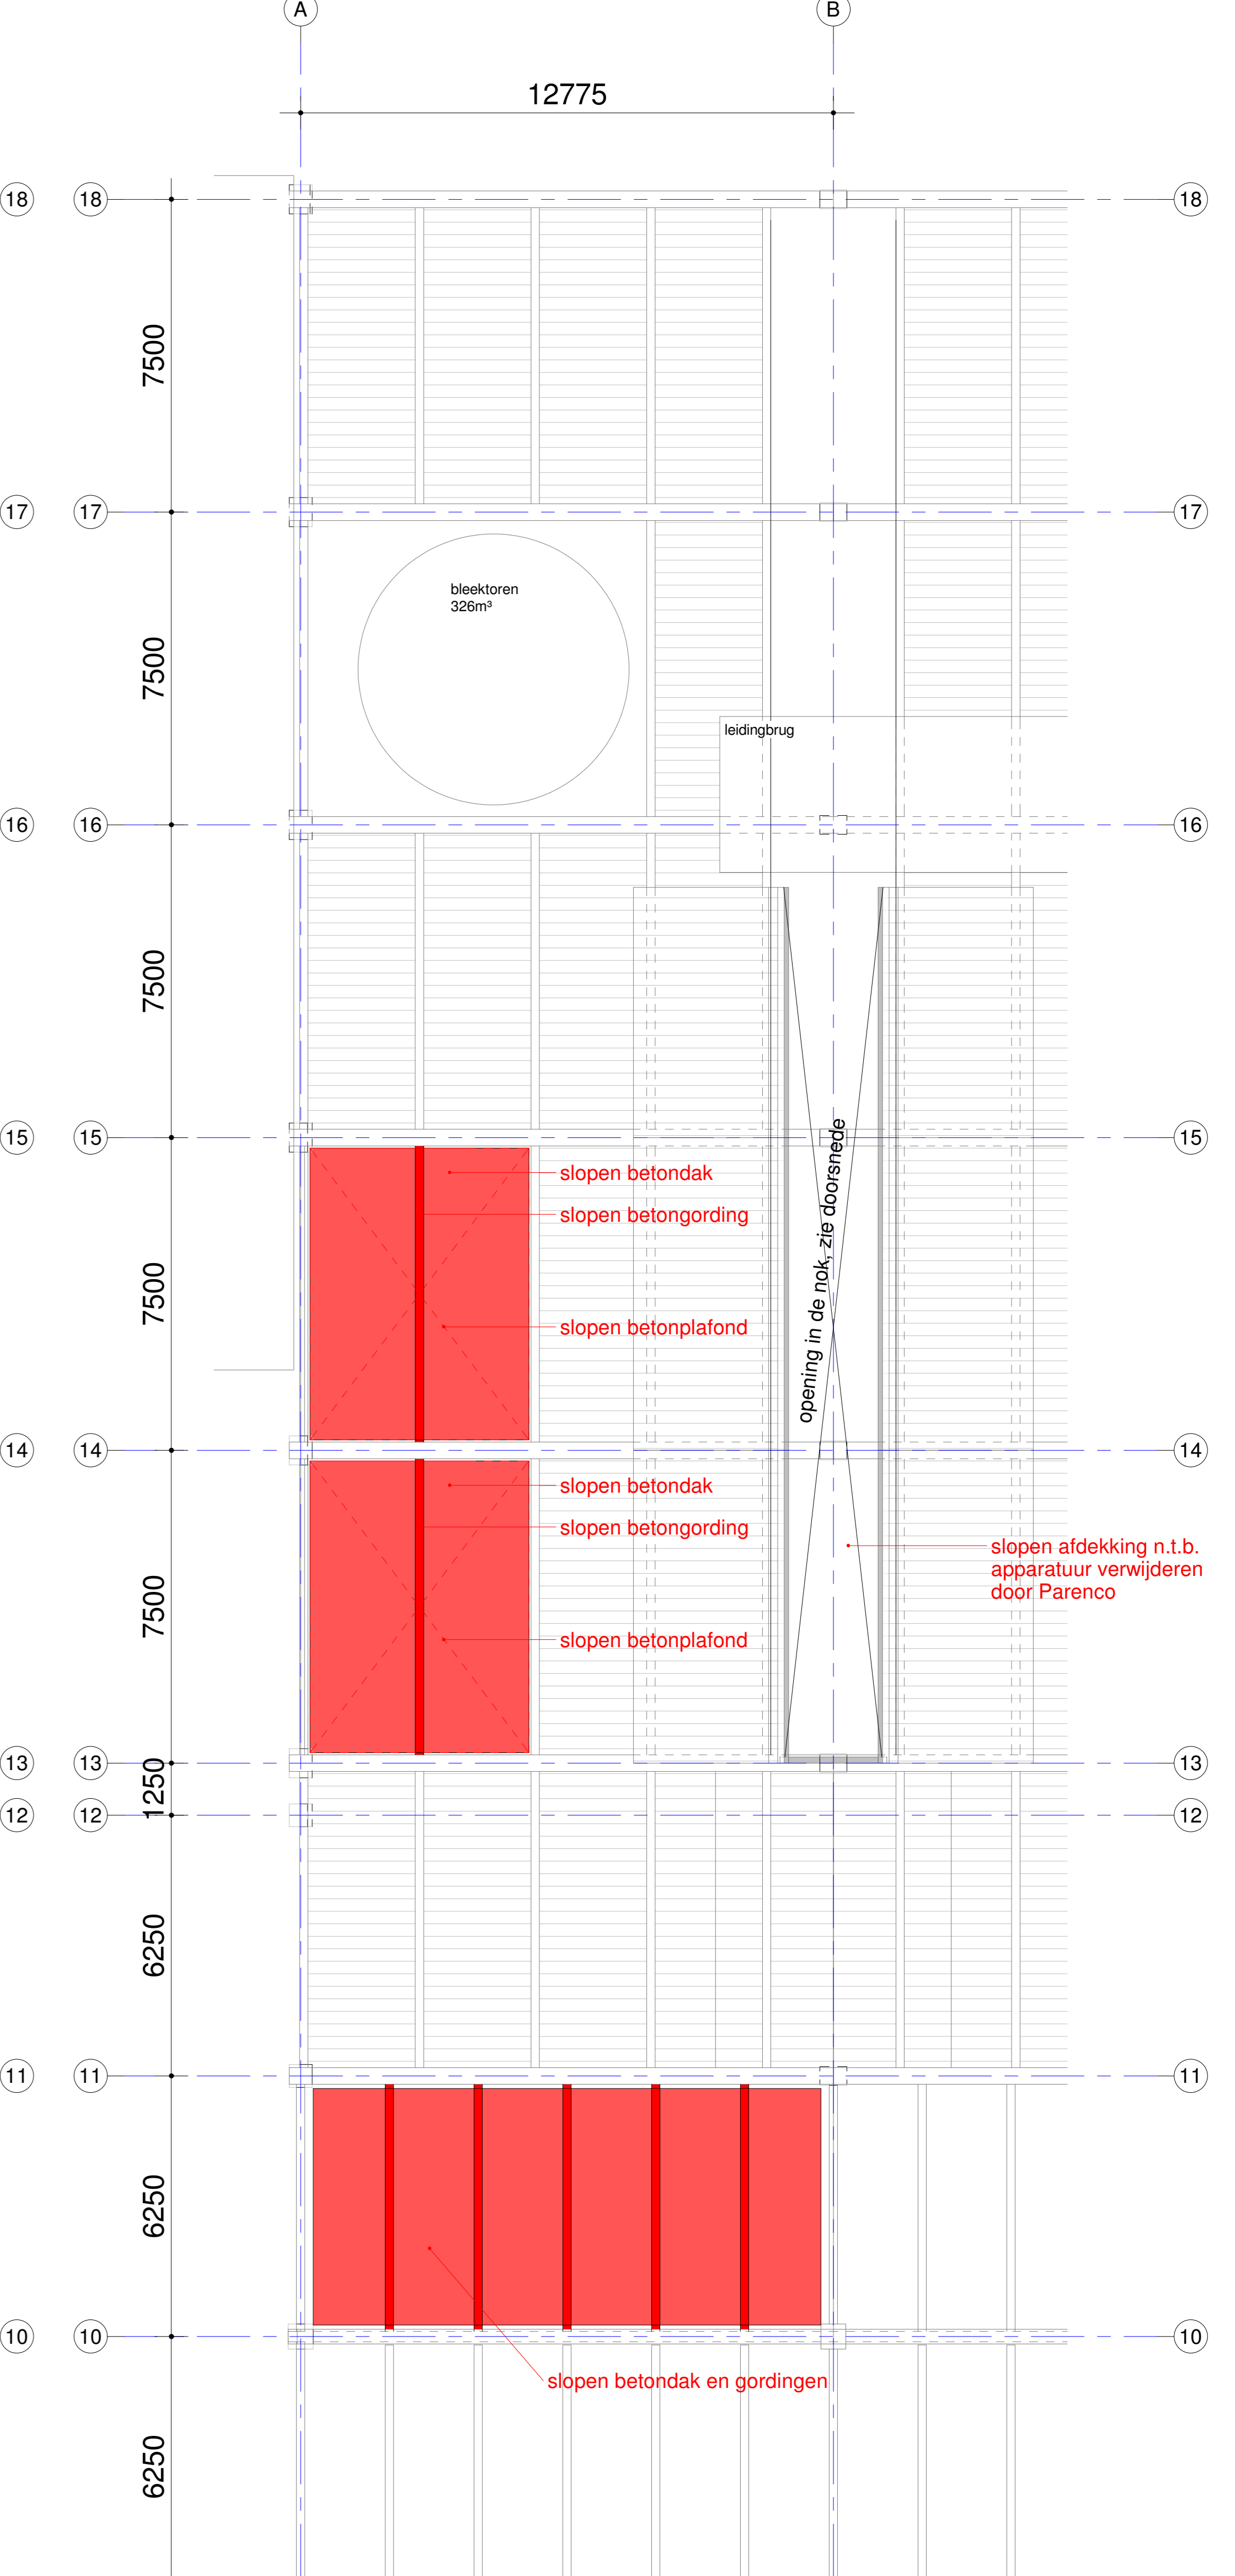 A
B
12775
18
18
18
7500
17
17
17
bleektoren
326m³
7500
leidingbrug
16
16
16
7500
15
15
15
slopen betondak
slopen betongording
7500
opening in de nok, zie doorsnede
slopen betonplafond
14
14
14
slopen betondak
slopen betongording
slopen afdekking n.t.b.
apparatuur verwijderen
door Parenco
7500
slopen betonplafond
13
13
13
1250
12
12
12
6250
11
11
11
6250
10
10
10
slopen betondak en gordingen
6250